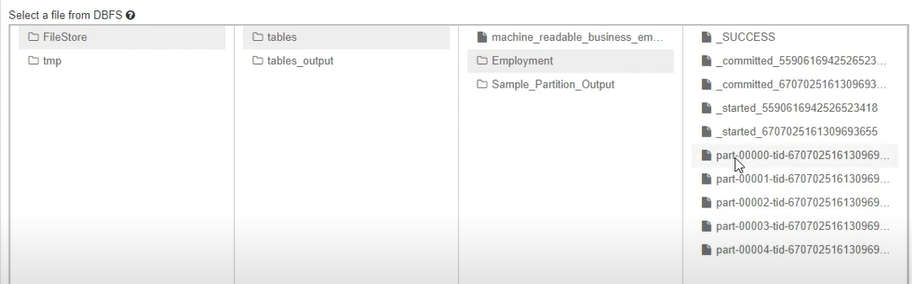 Select a file from DBFS
FileStore
tmp
tables
tables_output
machine_readable_business_em...
Employment
Sample_Partition_Output
_SUCCESS
_committed_5590616942526523...
_committed_6707025161309693...
_started_5590616942526523418
_started_6707025161309693655
part-00000-tid-670702516130969...
part-00001-tid-670702516130969...
part-00002-tid-670702516130969...
part-00003-tid-670702516130969...
part-00004-tid-670702516130969...